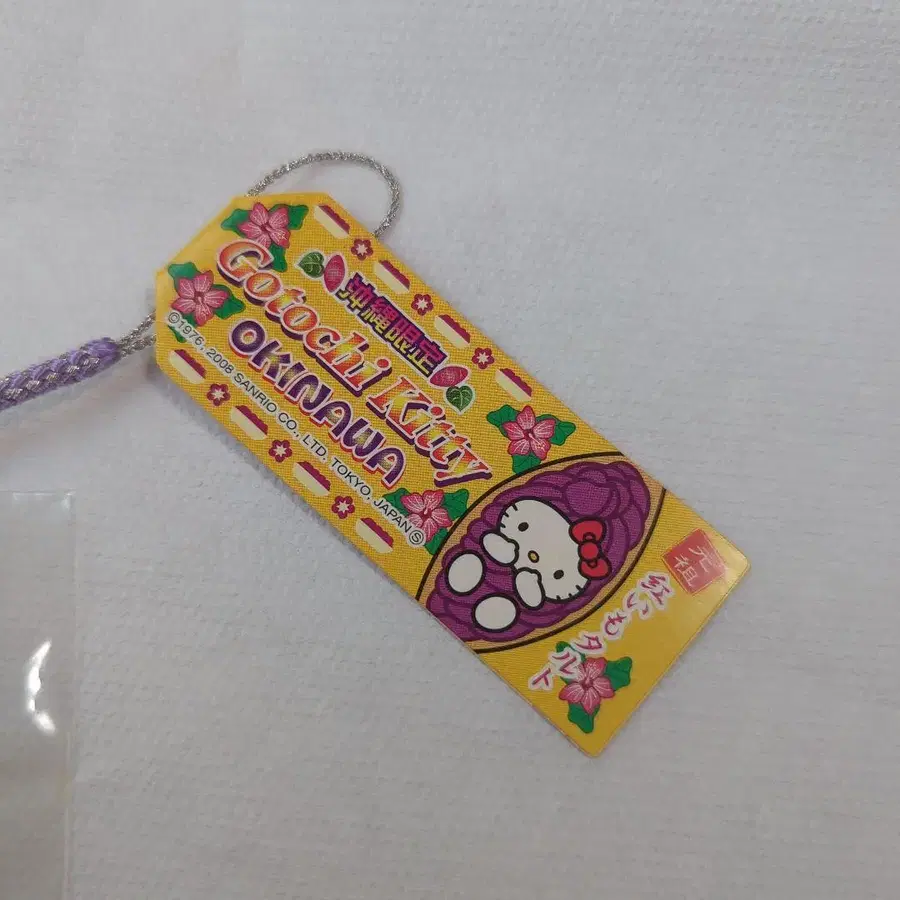 沖縄限定
Gotochi Kitty
OKINAWA
©1976, 2008 SANRIO CO., LTD. TOKYO, JAPAN Ⓢ
元祖
紅いもタルト